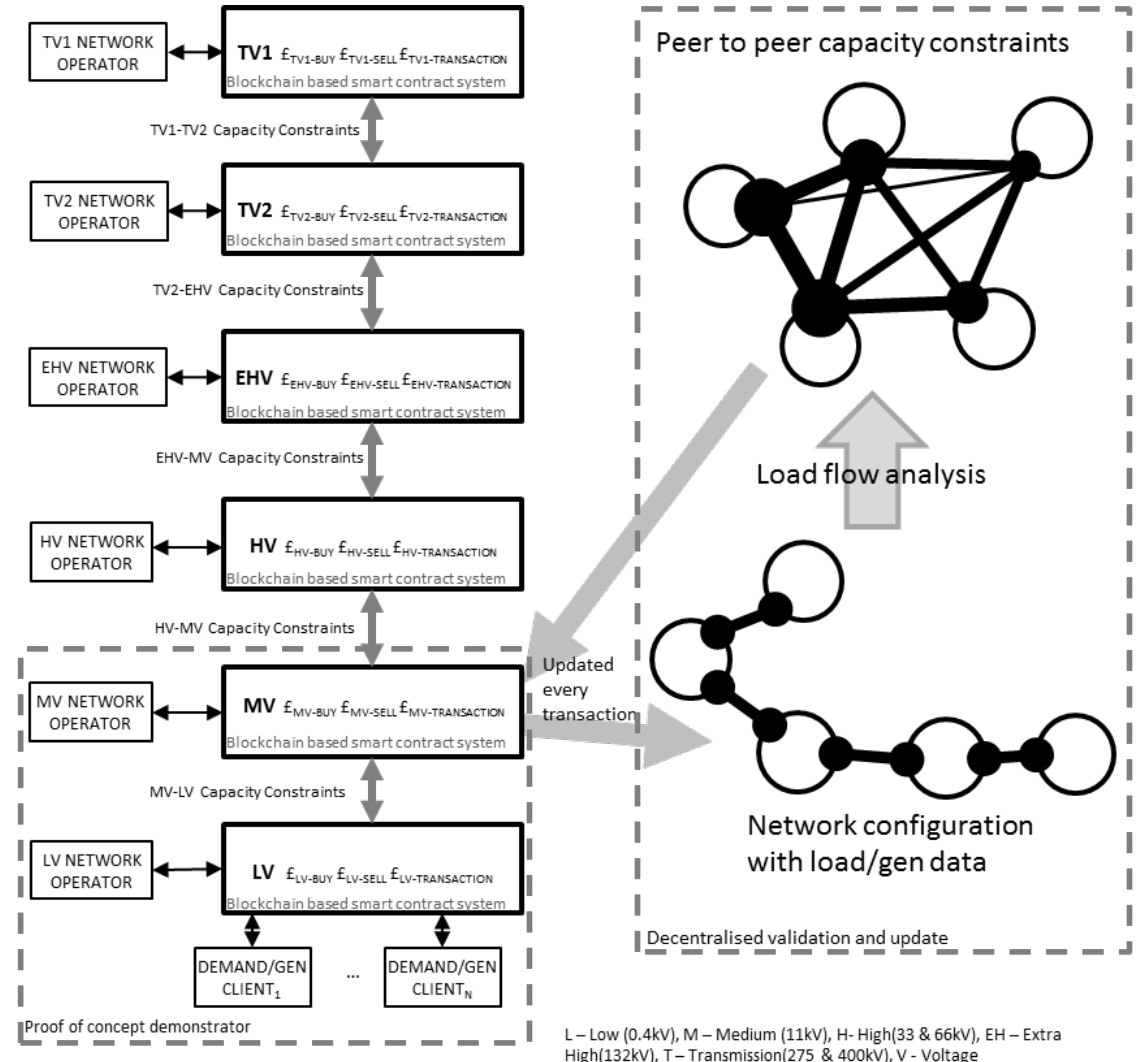 TV1 NETWORK
OPERATOR
TV1 £TV1-BUY £TV1-SELL £TV1-TRANSACTION
Blockchain based smart contract system
TV1-TV2 Capacity Constraints
TV2 NETWORK
OPERATOR
TV2 £TV2-BUY £TV2-SELL £TV2-TRANSACTION
Blockchain based smart contract system
TV2-EHV Capacity Constraints
EHV NETWORK
OPERATOR
EHV £EHV-BUY £EHV-SELL £EHV-TRANSACTION
Blockchain based smart contract system
EHV-MV Capacity Constraints
HV NETWORK
OPERATOR
HV £HV-BUY £HV-SELL £HV-TRANSACTION
Blockchain based smart contract system
HV-MV Capacity Constraints
MV NETWORK
OPERATOR
MV £MV-BUY £MV-SELL £MV-TRANSACTION
Blockchain based smart contract system
MV-LV Capacity Constraints
LV NETWORK
OPERATOR
LV £LV-BUY £LV-SELL £LV-TRANSACTION
Blockchain based smart contract system
DEMAND/GEN
CLIENT1
...
DEMAND/GEN
CLIENTN
Proof of concept demonstrator
Updated
every
transaction
Peer to peer capacity constraints
Load flow analysis
Network configuration
with load/gen data
Decentralised validation and update
L – Low (0.4kV), M – Medium (11kV), H- High(33 & 66kV), EH – Extra
High(132kV), T – Transmission(275 & 400kV), V - Voltage